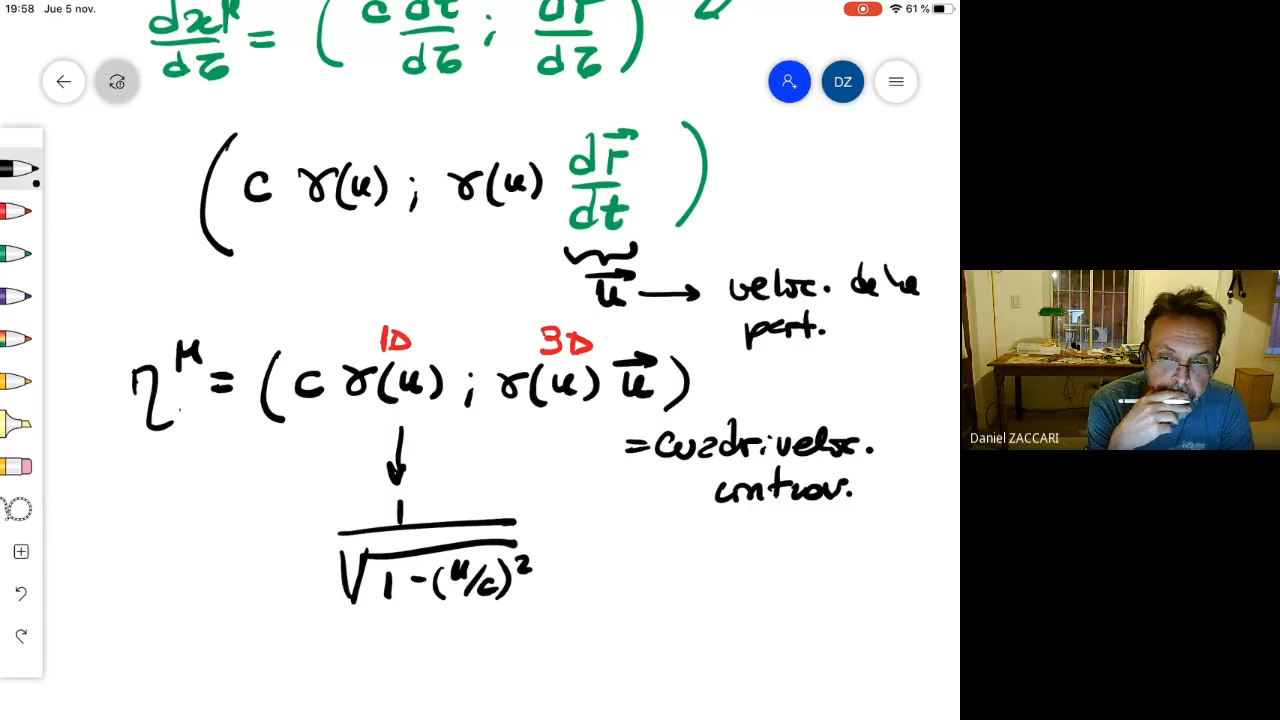 19:58 Jue 5 nov.
61 %
dx^μ/dτ = ( c dt/dτ ; dr⃗/dτ )
DZ
( c γ(u) ; γ(u) dr⃗/dt )
u⃗ → veloc. de la
part.
1D 3D
η^μ = ( c γ(u) ; γ(u) u⃗ )
= cuadriveloc.
contrav.
↓
1/√(1-(u/c)²)
Daniel ZACCARI